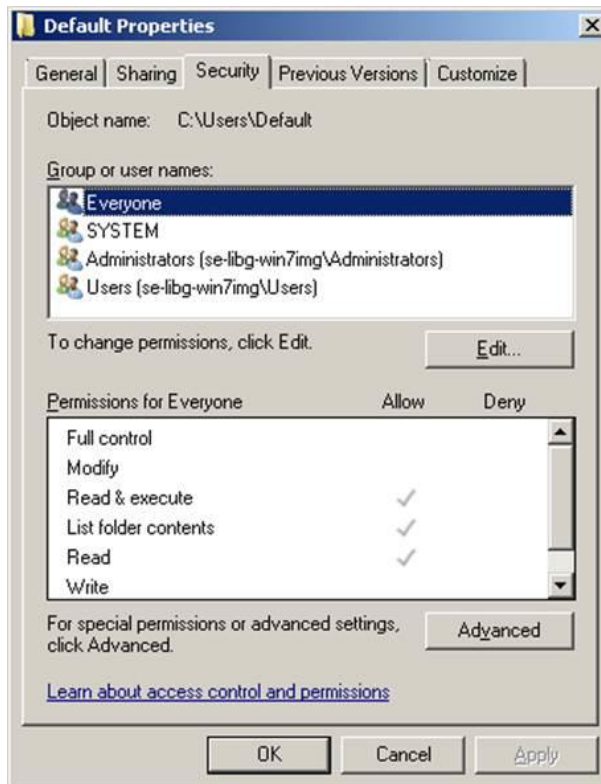 Default Properties
General Sharing Security Previous Versions Customize
Object name: C:\Users\Default
Group or user names:
Everyone
SYSTEM
Administrators (se-libg-win7img\Administrators)
Users (se-libg-win7img\Users)
To change permissions, click Edit.
Edit...
Permissions for Everyone Allow Deny
Full control
Modify
Read & execute
List folder contents
Read
Write
For special permissions or advanced settings,
click Advanced.
Advanced
Learn about access control and permissions
OK Cancel Apply